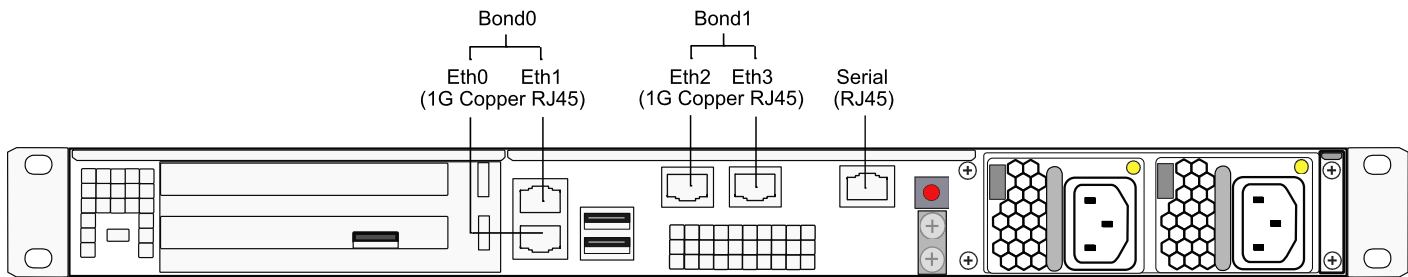 Bond0 Bond1
Eth0 Eth1 Eth2 Eth3 Serial
(1G Copper RJ45) (1G Copper RJ45) (RJ45)